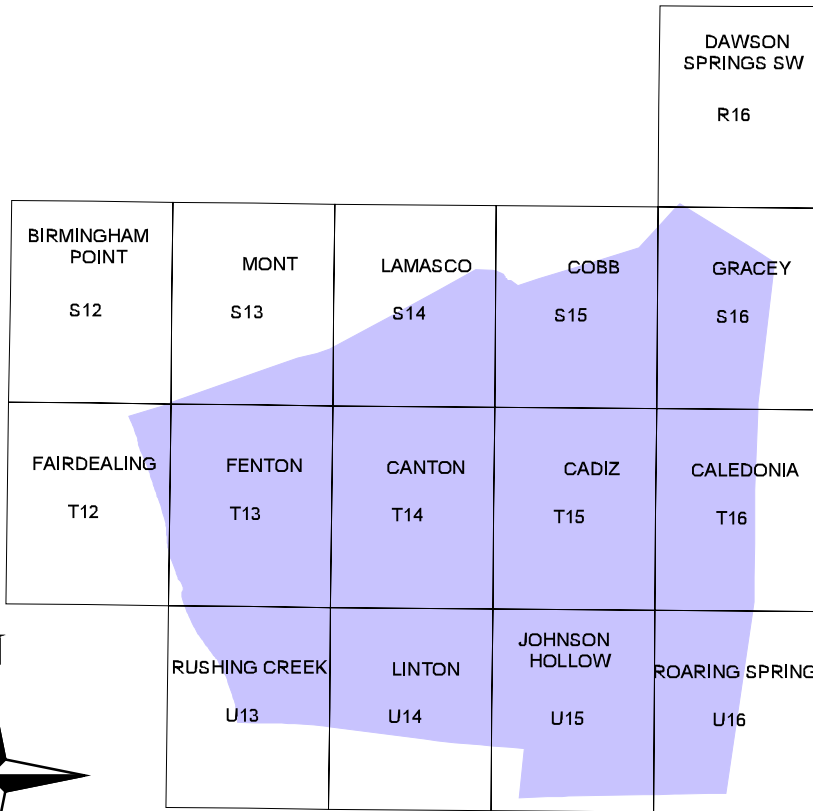 DAWSON
SPRINGS SW
R16
BIRMINGHAM
POINT
S12
MONT
S13
LAMASCO
S14
COBB
S15
GRACEY
S16
FAIRDEALING
T12
FENTON
T13
CANTON
T14
CADIZ
T15
CALEDONIA
T16
RUSHING CREEK
U13
LINTON
U14
JOHNSON
HOLLOW
U15
ROARING SPRING
U16